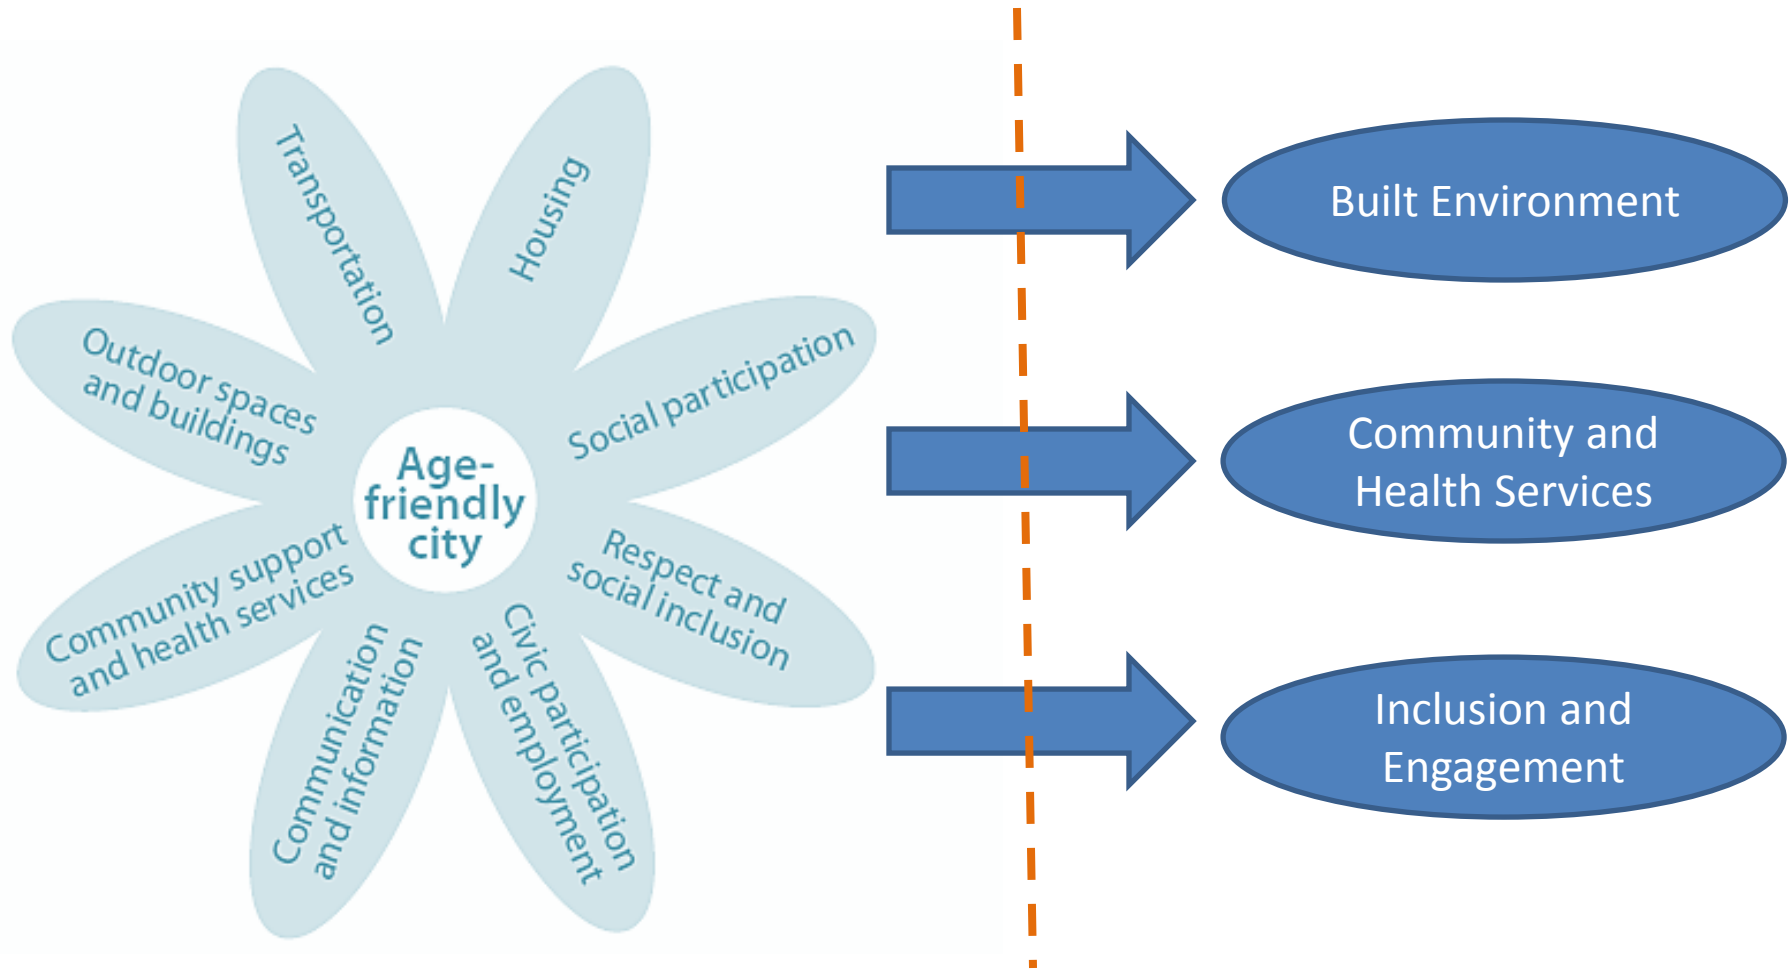 Transportation
Housing
Outdoor spaces
and buildings
Social participation
Age-
friendly
city
Community support
and health services
Respect and
social inclusion
Communication
and information
Civic participation
and employment
Built Environment
Community and
Health Services
Inclusion and
Engagement